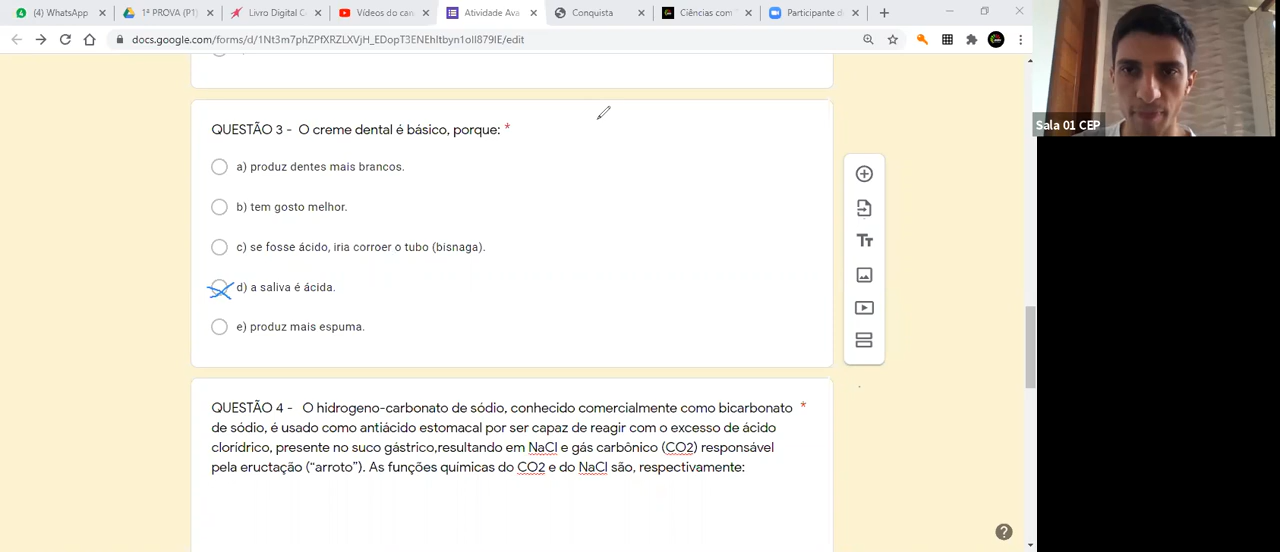 (4) WhatsApp
1ª PROVA (P1)
Livro Digital C
Vídeos do can
Atividade Ava
Conquista
Ciências com
Participante d
docs.google.com/forms/d/1Nt3m7phZPfXRZLXVjH_EDopT3ENEhItbyn1oIl879IE/edit
QUESTÃO 3 - O creme dental é básico, porque: *
a) produz dentes mais brancos.
b) tem gosto melhor.
c) se fosse ácido, iria corroer o tubo (bisnaga).
d) a saliva é ácida.
e) produz mais espuma.
Tт
QUESTÃO 4 - O hidrogeno-carbonato de sódio, conhecido comercialmente como bicarbonato *
de sódio, é usado como antiácido estomacal por ser capaz de reagir com o excesso de ácido
clorídrico, presente no suco gástrico,resultando em NaCl e gás carbônico (CO2) responsável
pela eructação (“arroto”). As funções químicas do CO2 e do NaCl são, respectivamente:
Sala 01 CEP